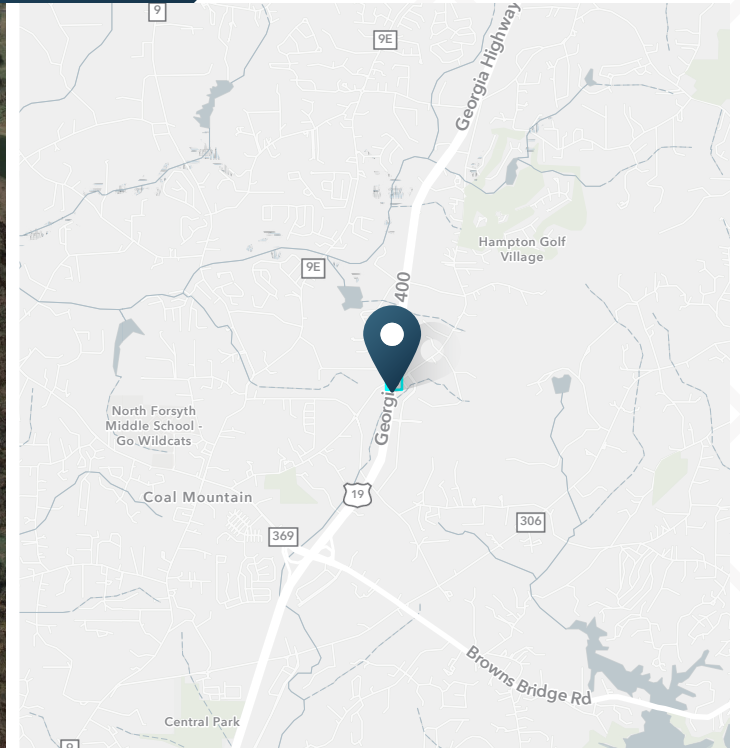 9
9E
Georgia Highway
Hampton Golf
Village
9E
400
Georgi
North Forsyth
Middle School -
Go Wildcats
Coal Mountain
19
306
369
Browns Bridge Rd
Central Park
9